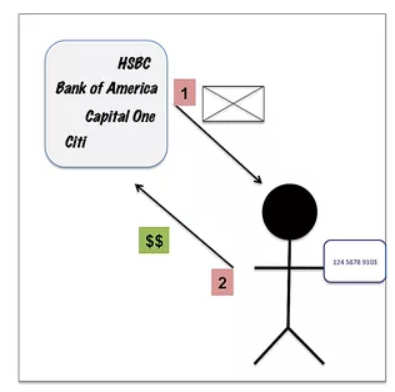 HSBC
Bank of America
Capital One
Citi
1
$$
2
124 5678 9103